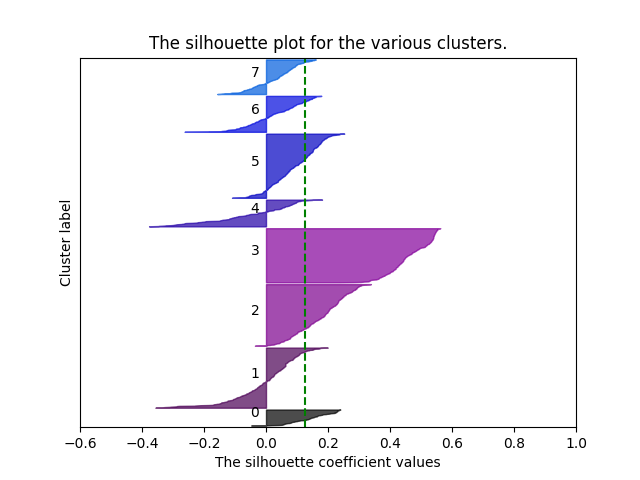 The silhouette plot for the various clusters.
7
6
5
4
3
2
1
0
Cluster label
−0.6 −0.4 −0.2 0.0 0.2 0.4 0.6 0.8 1.0
The silhouette coefficient values